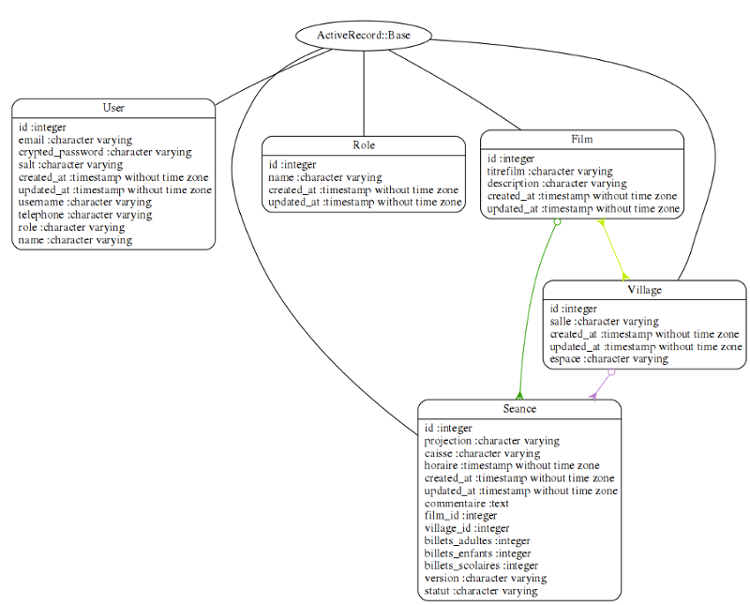 ActiveRecord::Base
User
id :integer
email :character varying
crypted_password :character varying
salt :character varying
created_at :timestamp without time zone
updated_at :timestamp without time zone
username :character varying
telephone :character varying
role :character varying
name :character varying
Role
id :integer
name :character varying
created_at :timestamp without time zone
updated_at :timestamp without time zone
Film
id :integer
titrefilm :character varying
description :character varying
created_at :timestamp without time zone
updated_at :timestamp without time zone
Village
id :integer
salle :character varying
created_at :timestamp without time zone
updated_at :timestamp without time zone
espace :character varying
Seance
id :integer
projection :character varying
caisse :character varying
horaire :timestamp without time zone
created_at :timestamp without time zone
updated_at :timestamp without time zone
commentaire :text
film_id :integer
village_id :integer
billets_adultes :integer
billets_enfants :integer
billets_scolaires :integer
version :character varying
statut :character varying